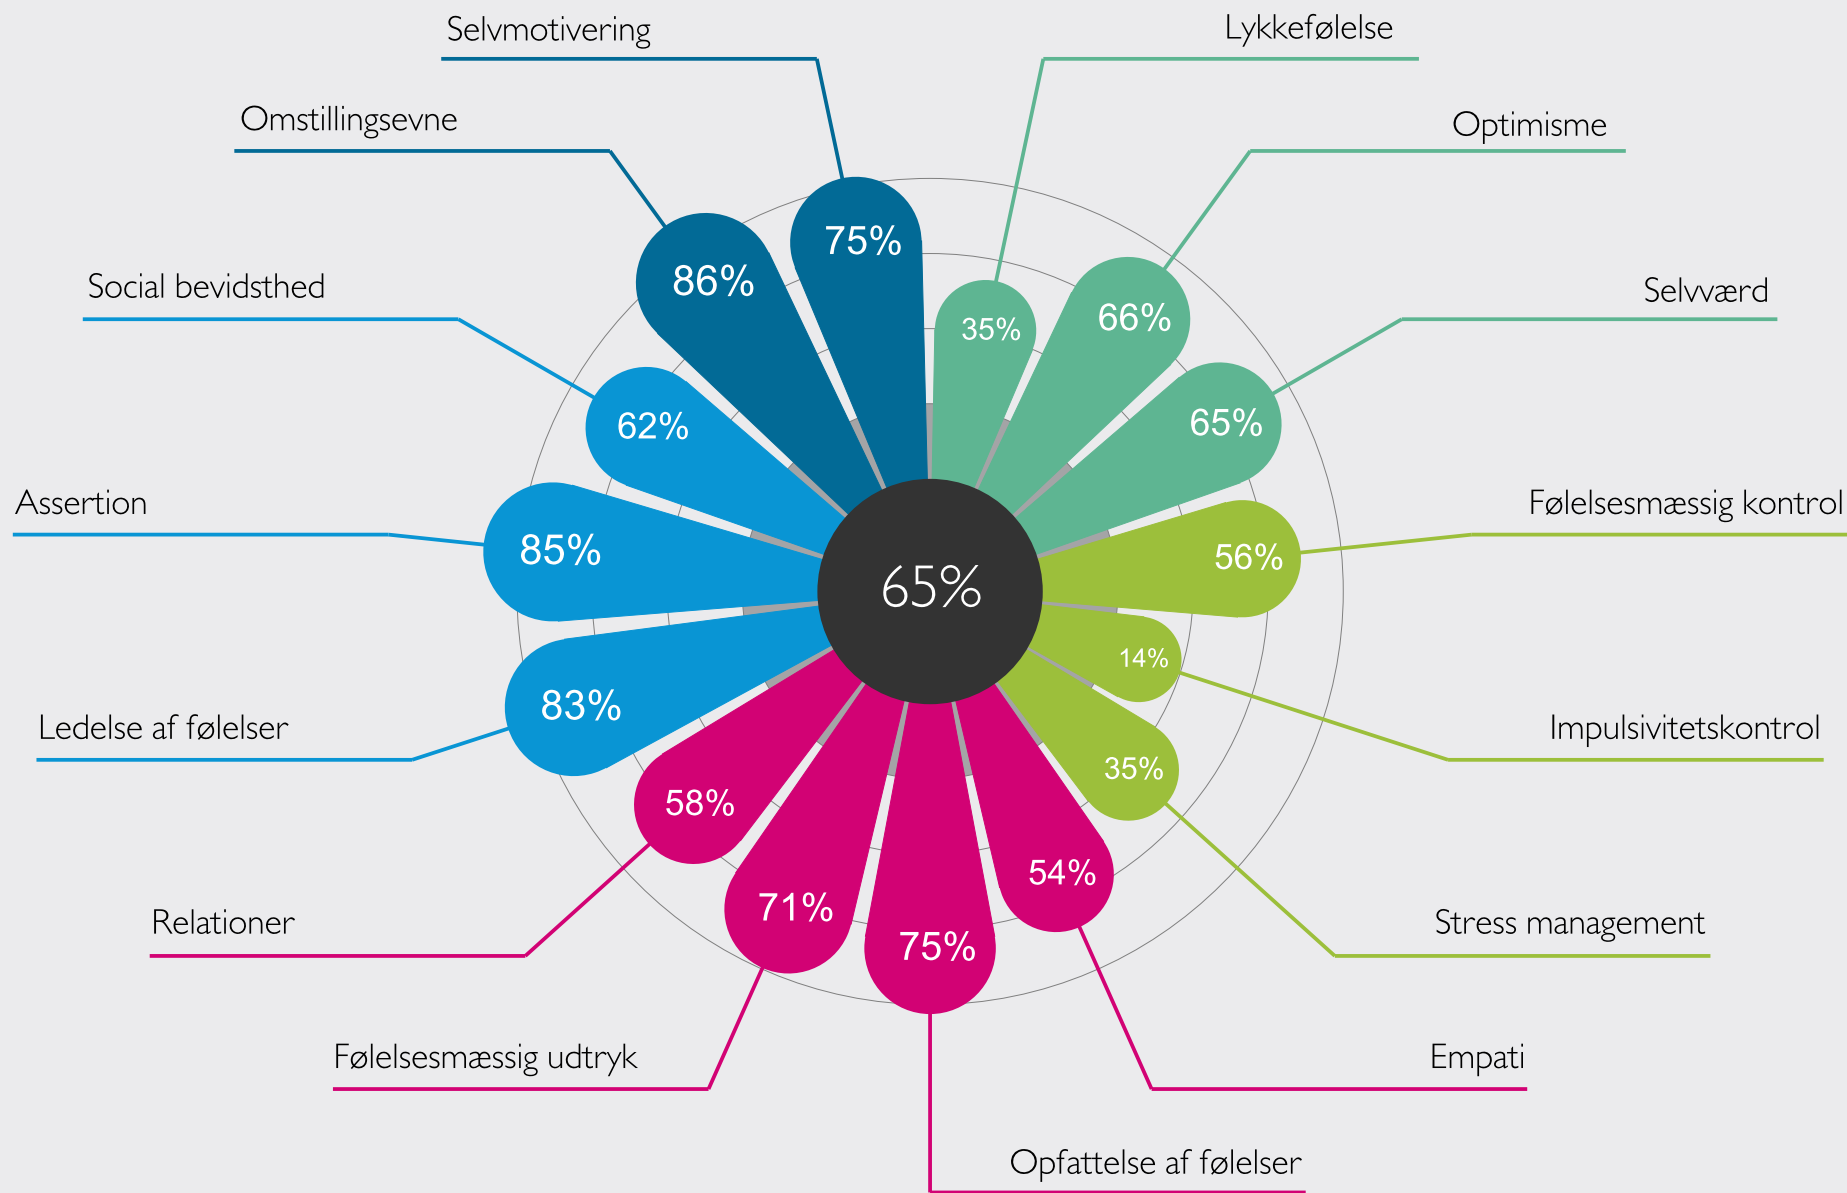 Selvmotivering
Lykkefølelse
Omstillingsevne
Optimisme
75%
86%
35%
66%
Social bevidsthed
Selvværd
62%
65%
Assertion
Følelsesmæssig kontrol
85%
56%
65%
14%
83%
Ledelse af følelser
Impulsivitetskontrol
35%
58%
54%
71%
75%
Relationer
Stress management
Følelsesmæssig udtryk
Empati
Opfattelse af følelser